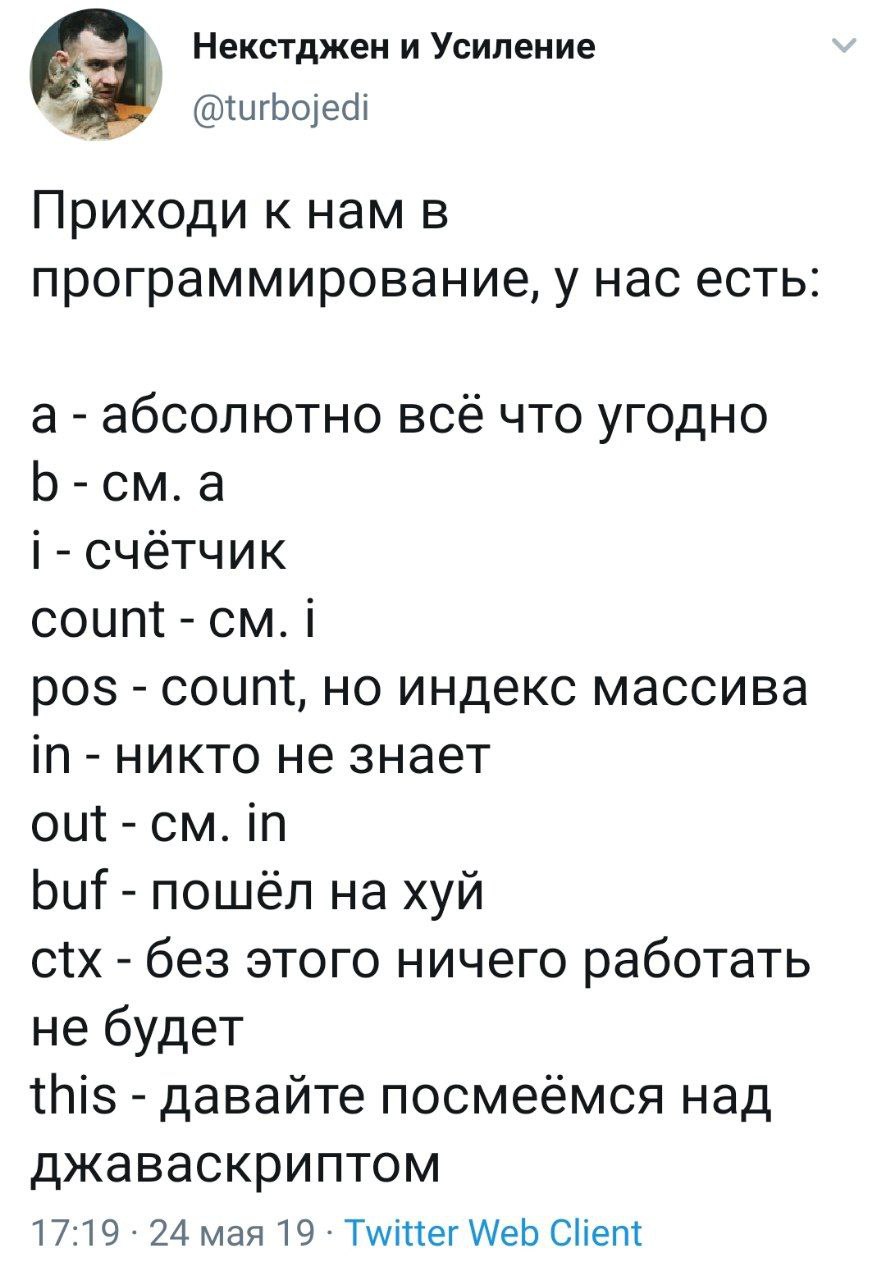 Некстджен и Усиление
@turbojedi
Приходи к нам в
программирование, у нас есть:
a - абсолютно всё что угодно
b - см. a
i - счётчик
count - см. i
pos - count, но индекс массива
in - никто не знает
out - см. in
buf - пошёл на хуй
ctx - без этого ничего работать
не будет
this - давайте посмеёмся над
джаваскриптом
17:19 · 24 мая 19 · Twitter Web Client